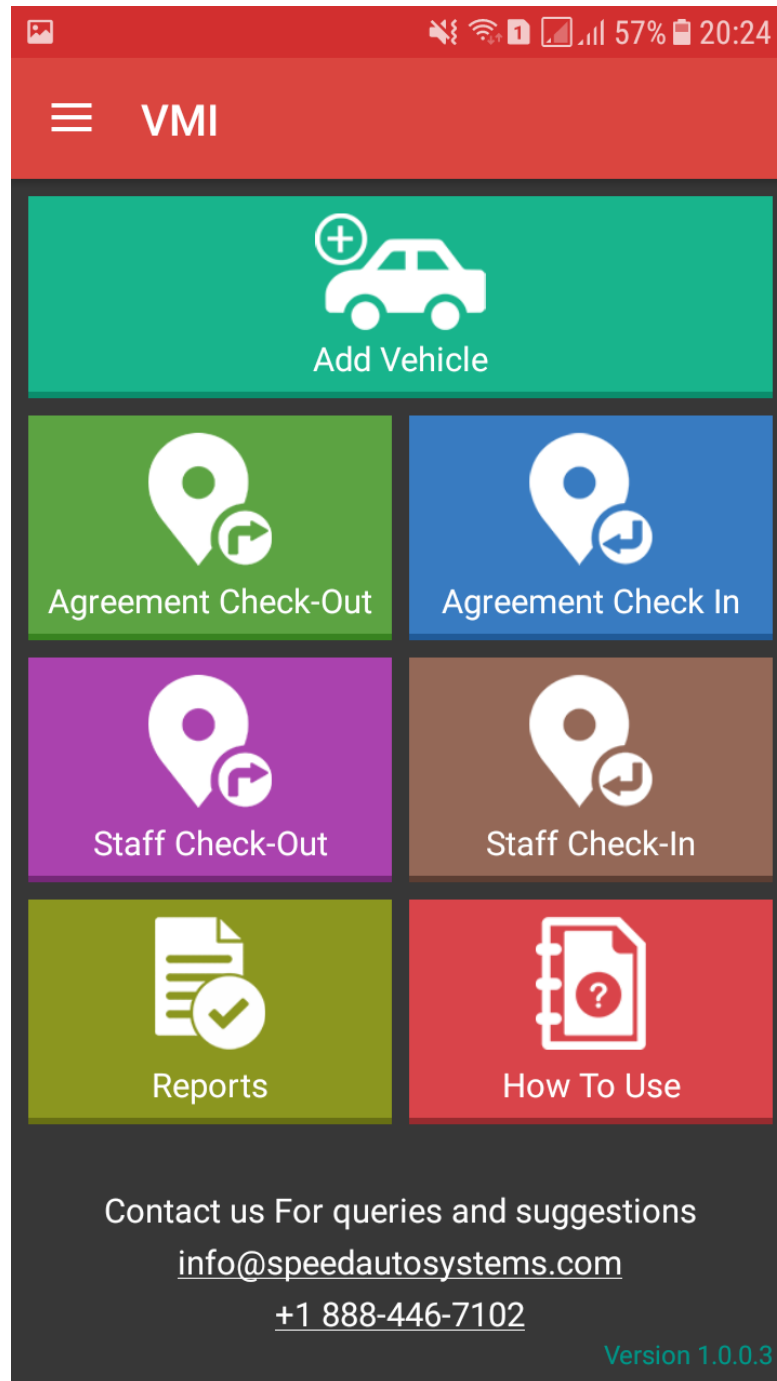 1 57% 20:24
VMI
Add Vehicle
Agreement Check-Out
Agreement Check In
Staff Check-Out
Staff Check-In
Reports
?
How To Use
Contact us For queries and suggestions
info@speedautosystems.com
+1 888-446-7102
Version 1.0.0.3